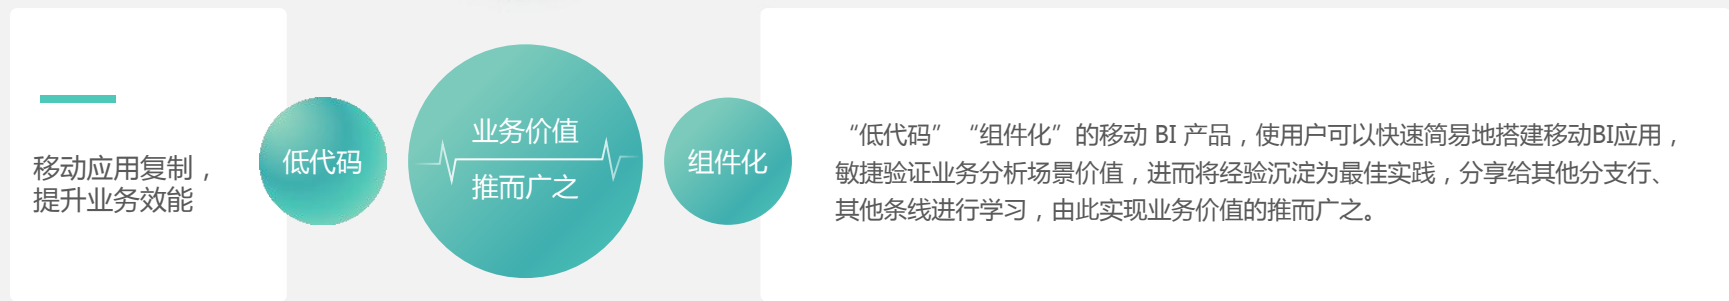 移动应用复制，
提升业务效能
低代码
业务价值
推而广之
组件化
“低代码”“组件化”的移动 BI 产品，使用户可以快速简易地搭建移动BI应用，
敏捷验证业务分析场景价值，进而将经验沉淀为最佳实践，分享给其他分支行、
其他条线进行学习，由此实现业务价值的推而广之。